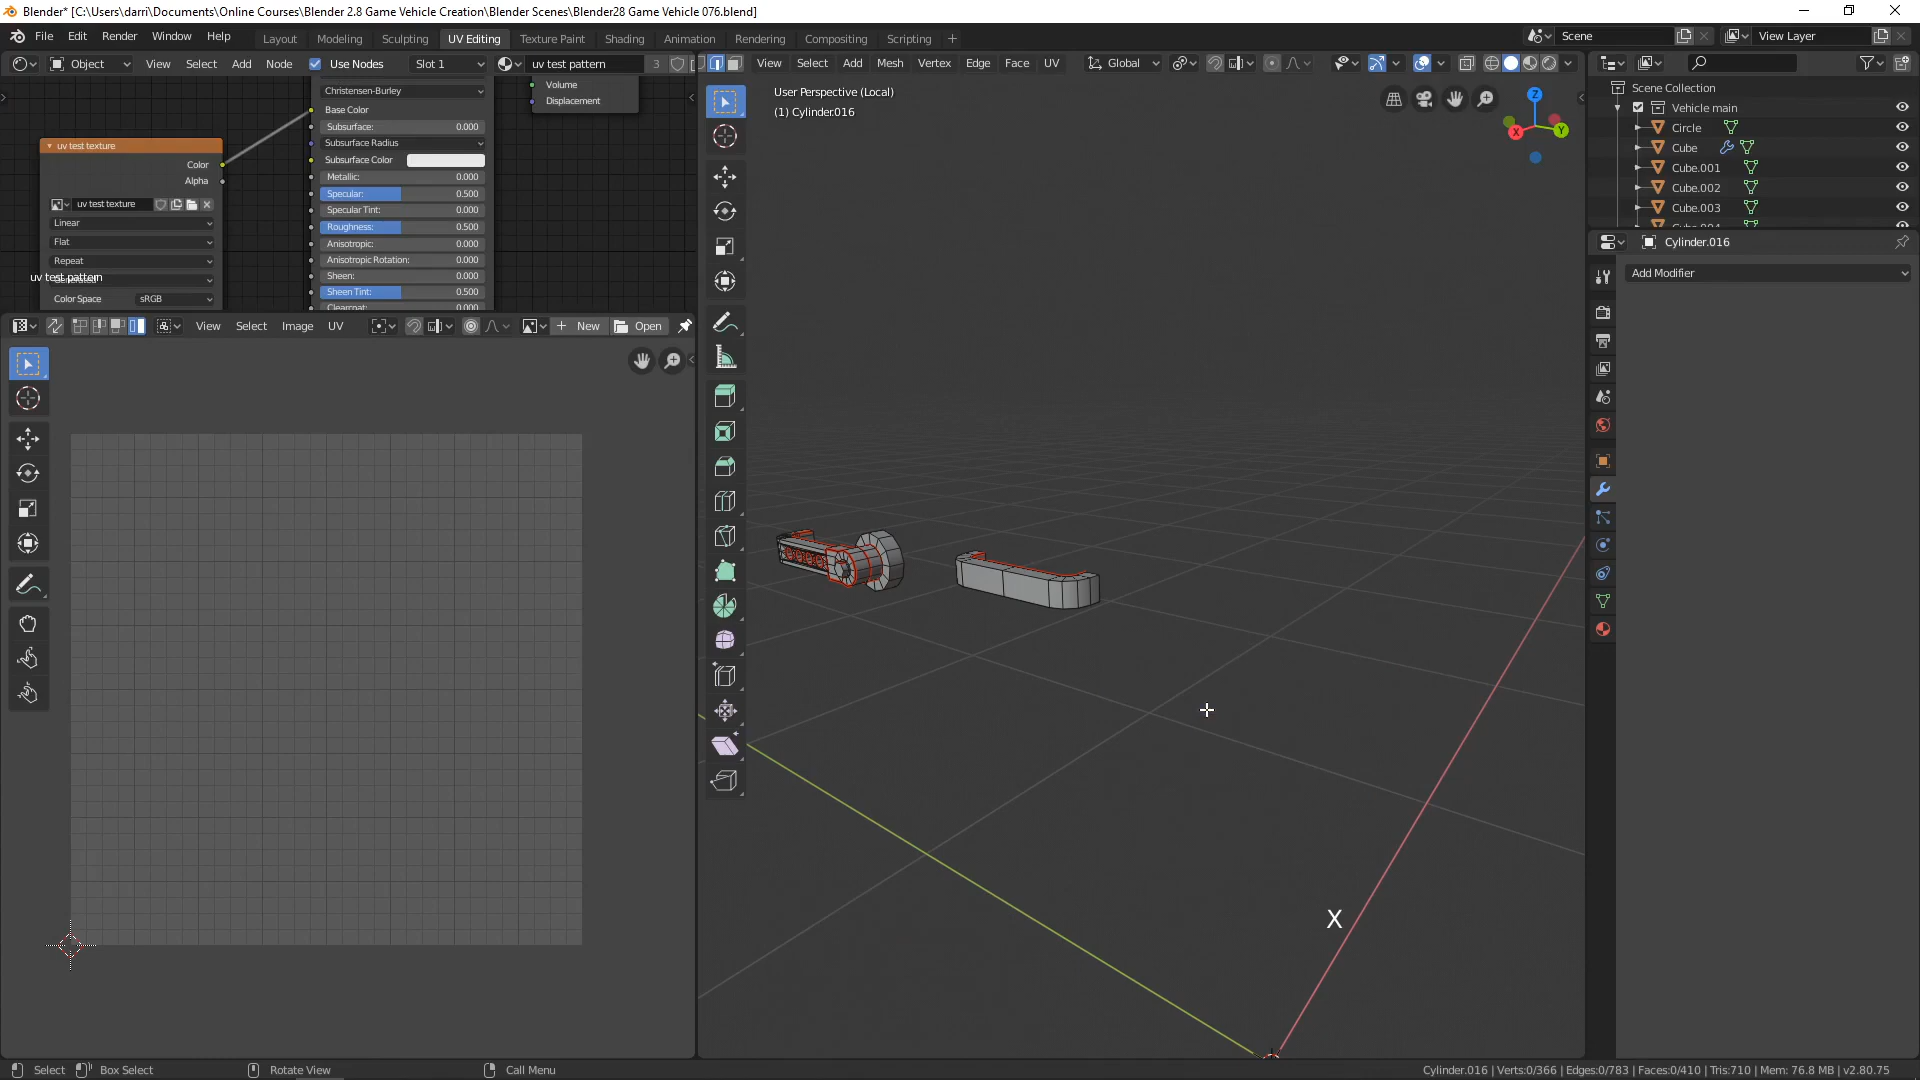 Blender* [C:\Users\darri\Documents\Online Courses\Blender 2.8 Game Vehicle Creation\Blender Scenes\Blender28 Game Vehicle 076.blend]
File Edit Render Window Help
Layout Modeling Sculpting UV Editing Texture Paint Shading Animation Rendering Compositing Scripting
Scene View Layer
Object View Select Add Node Use Nodes Slot 1 uv test pattern 3
View Select Add Mesh Vertex Edge Face UV Global
Christensen-Burley
Base Color
Subsurface: 0.000
Subsurface Radius
Subsurface Color
Metallic: 0.000
Specular: 0.500
Specular Tint: 0.000
Roughness: 0.500
Anisotropic: 0.000
Anisotropic Rotation: 0.000
Sheen: 0.000
Sheen Tint: 0.500
Clearcoat: 0.000
Volume
Displacement
uv test texture
Color
Alpha
uv test texture
Linear
Flat
Repeat
uv test pattern
Color Space sRGB
View Select Image UV New Open
User Perspective (Local)
(1) Cylinder.016
Z
X
Y
X
Scene Collection
Vehicle main
Circle
Cube
Cube.001
Cube.002
Cube.003
Cube.004
Cylinder.016
Add Modifier
Select Box Select Rotate View Call Menu
Cylinder.016 | Verts:0/366 | Edges:0/783 | Faces:0/410 | Tris:710 | Mem: 76.8 MB | v2.80.75